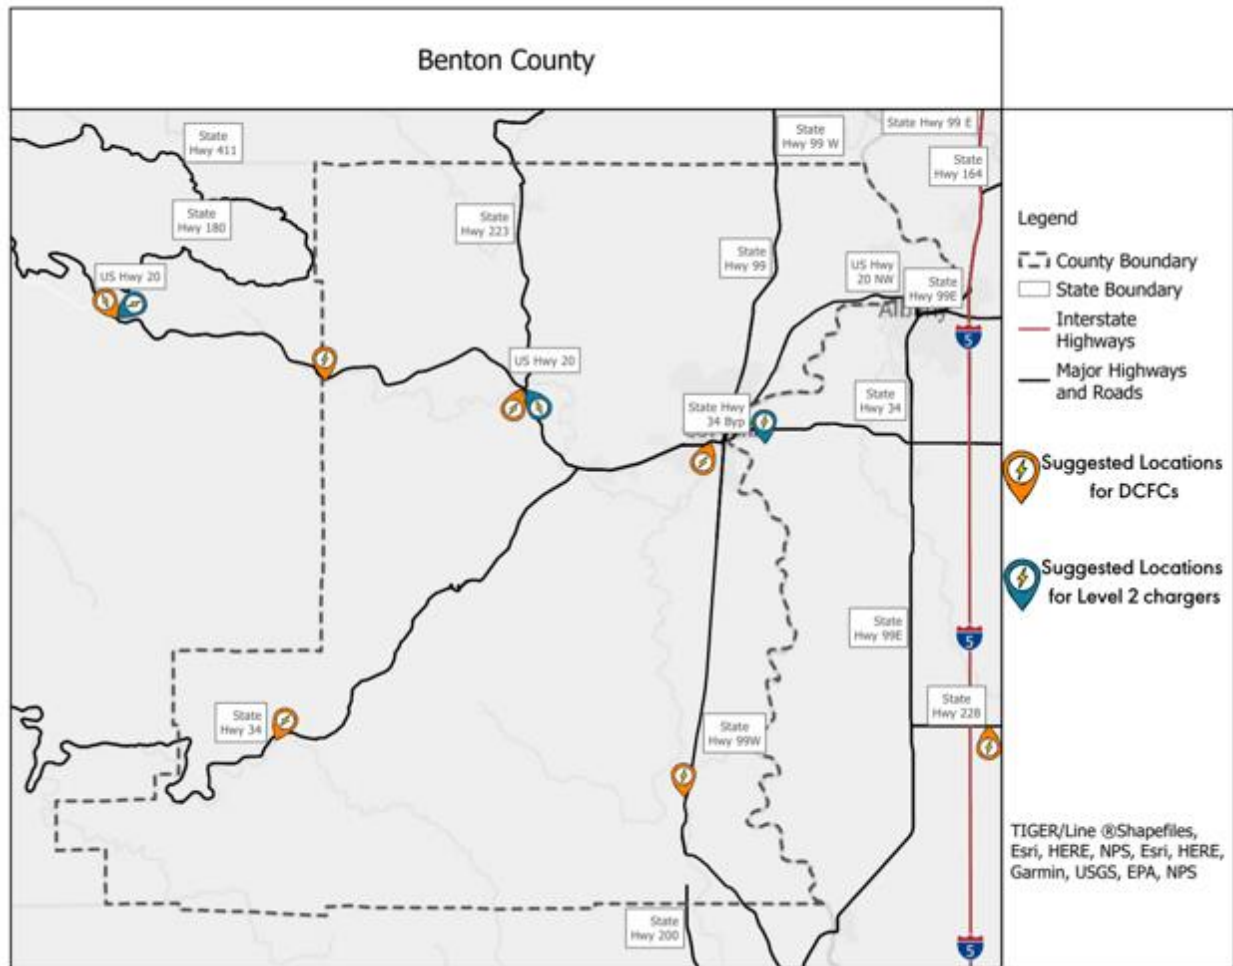 Benton County
State
Hwy 411
State
Hwy 180
US Hwy 20
State
Hwy 223
State
Hwy 99 W
State Hwy 99 E
State
Hwy 164
State
Hwy 99
US Hwy
20 NW
State
Hwy 99E
Albany
5
US Hwy 20
State Hwy
34 Byp
State
Hwy 34
State
Hwy 99E
5
State
Hwy 228
State
Hwy 34
State
Hwy 99W
State
Hwy 200
5
Legend
County Boundary
State Boundary
Interstate
Highways
Major Highways
and Roads
Suggested Locations
for DCFCs
Suggested Locations
for Level 2 chargers
TIGER/Line ®Shapefiles,
Esri, HERE, NPS, Esri, HERE,
Garmin, USGS, EPA, NPS